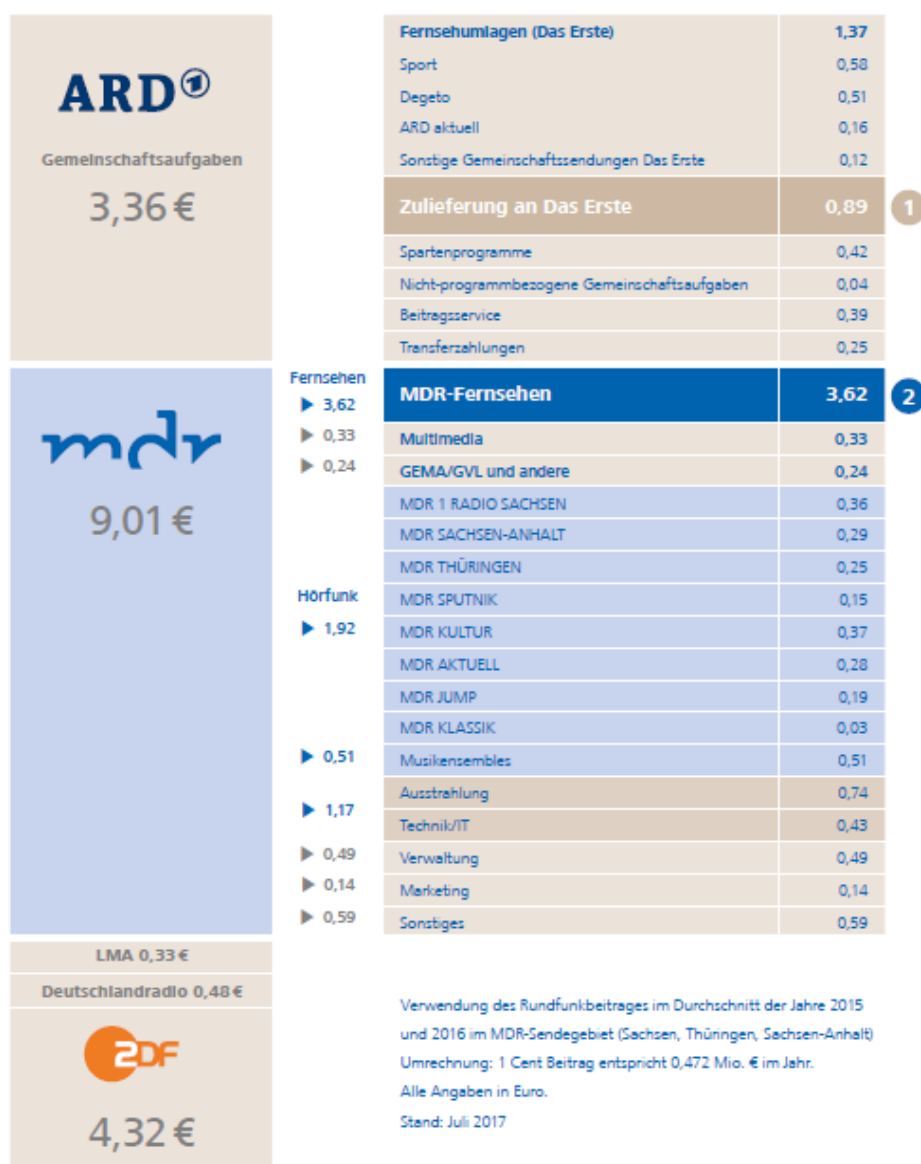 ARD 1
Gemeinschaftsaufgaben
3,36 €
Fernsehumlagen (Das Erste) 1,37
Sport 0,58
Degeto 0,51
ARD aktuell 0,16
Sonstige Gemeinschaftssendungen Das Erste 0,12
Zulieferung an Das Erste 0,89 1
Spartenprogramme 0,42
Nicht-programmbezogene Gemeinschaftsaufgaben 0,04
Beitragsservice 0,39
Transferzahlungen 0,25
mdr
9,01 €
Fernsehen
▶ 3,62
▶ 0,33
▶ 0,24
Hörfunk
▶ 1,92
▶ 0,51
▶ 1,17
▶ 0,49
▶ 0,14
▶ 0,59
MDR-Fernsehen 3,62 2
Multimedia 0,33
GEMA/GVL und andere 0,24
MDR 1 RADIO SACHSEN 0,36
MDR SACHSEN-ANHALT 0,29
MDR THÜRINGEN 0,25
MDR SPUTNIK 0,15
MDR KULTUR 0,37
MDR AKTUELL 0,28
MDR JUMP 0,19
MDR KLASSIK 0,03
Musikensembles 0,51
Ausstrahlung 0,74
Technik/IT 0,43
Verwaltung 0,49
Marketing 0,14
Sonstiges 0,59
LMA 0,33 €
Deutschlandradio 0,48 €
2DF
4,32 €
Verwendung des Rundfunkbeitrages im Durchschnitt der Jahre 2015
und 2016 im MDR-Sendegebiet (Sachsen, Thüringen, Sachsen-Anhalt)
Umrechnung: 1 Cent Beitrag entspricht 0,472 Mio. € im Jahr.
Alle Angaben in Euro.
Stand: Juli 2017